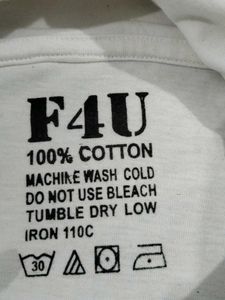 F4U
100% COTTON
MACHINE WASH COLD
DO NOT USE BLEACH
TUMBLE DRY LOW
IRON 110C
30